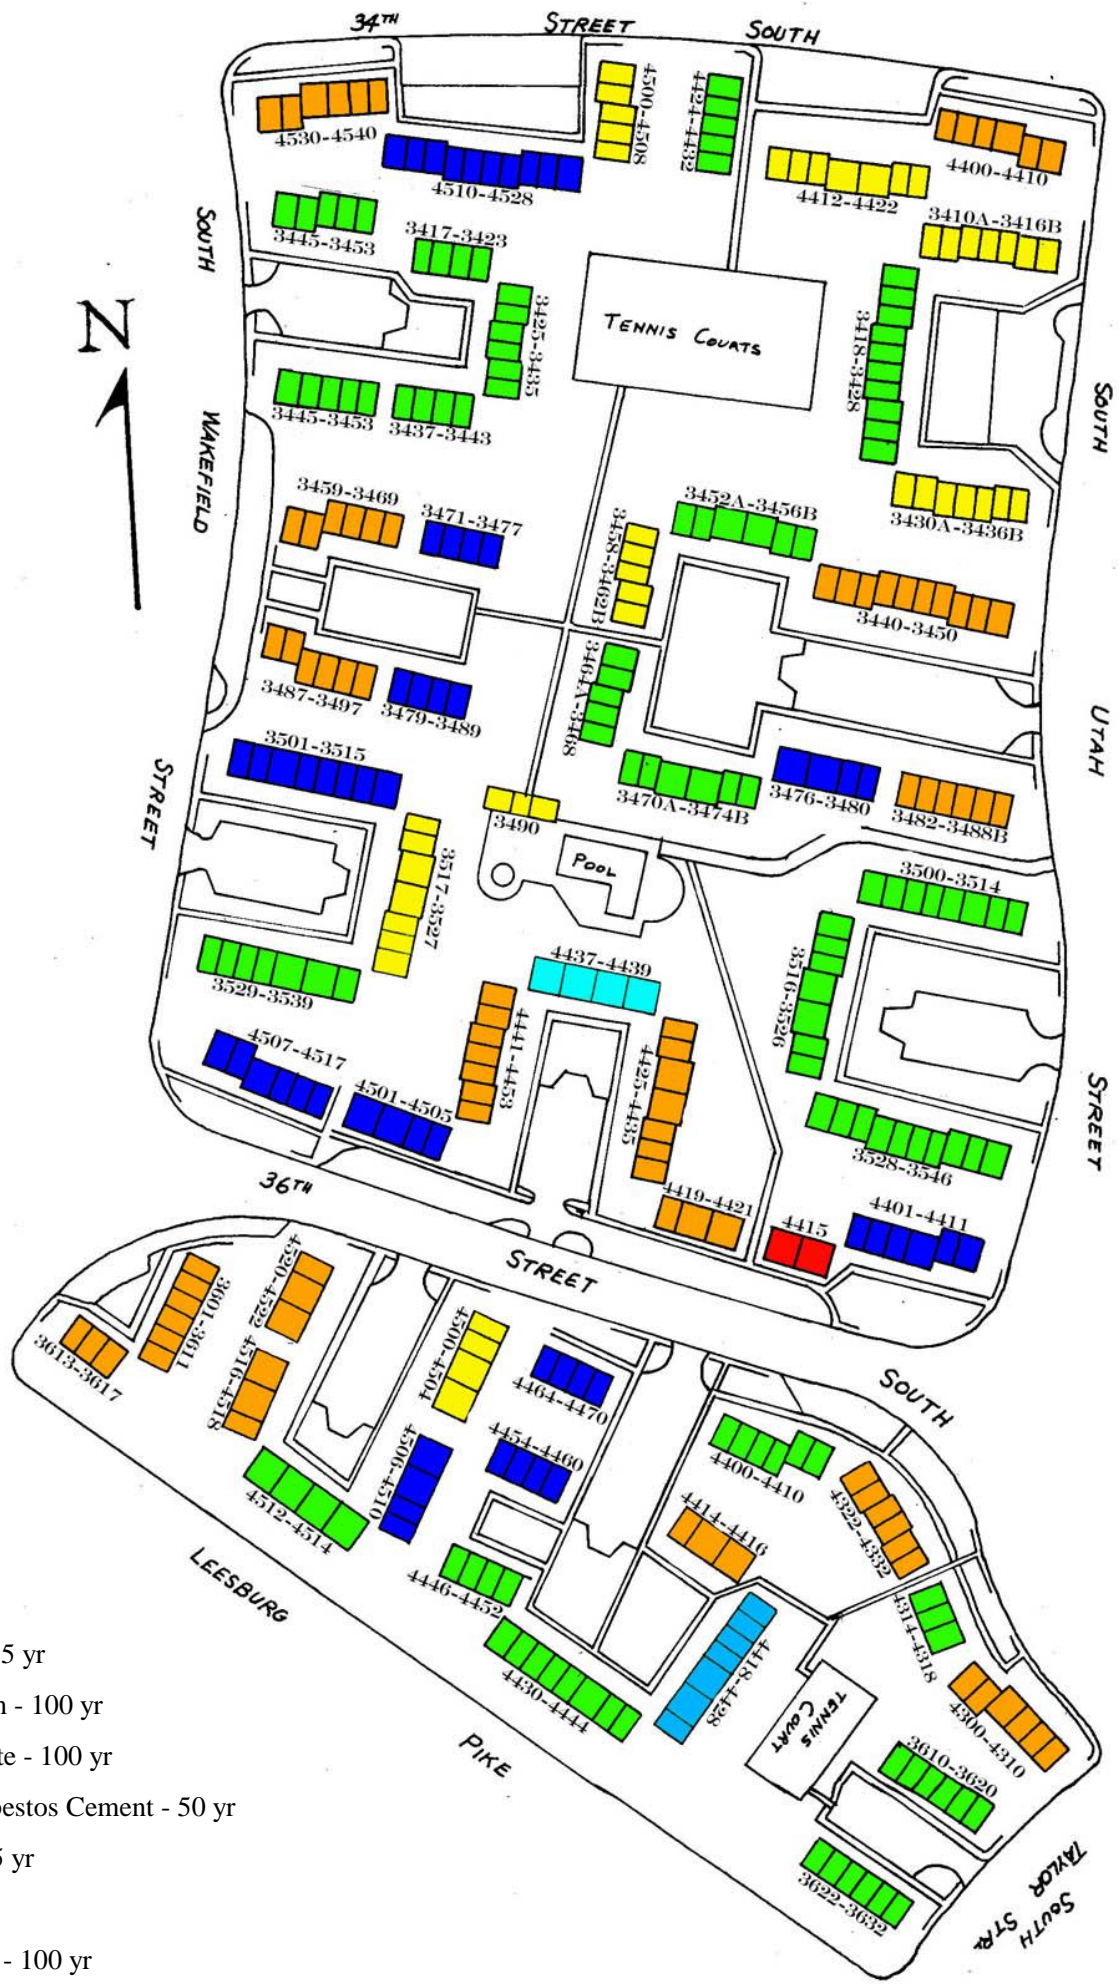 34TH STREET SOUTH
4530-4540
4500-4508
4424-4432
4400-4410
4510-4528
4412-4422
SOUTH
3445-3453
3417-3423
3410A-3416B
N
3425-3435
TENNIS COURTS
3418-3428
SOUTH
3445-3453
3437-3443
WAKEFIELD
3459-3469
3471-3477
3452A-3456B
3430A-3436B
3458-3462B
3440-3450
3464A-3468
3487-3497
3479-3489
UTAH
3501-3515
3470A-3474B
3476-3480
3482-3488B
STREET
3490
POOL
3517-3527
3500-3514
3529-3539
4437-4439
3516-3526
4507-4517
4441-4453
4425-4435
4501-4505
3528-3546
STREET
36TH STREET SOUTH
4419-4421
4415
4401-4411
3601-3611
4520-4522
3613-3617
4516-4518
4500-4504
4464-4470
4454-4460
4400-4410
4506-4510
4512-4514
4414-4416
4322-4332
LEESBURG
4446-4452
4314-4318
4430-4444
4418-4428
TENNIS COURT
4300-4310
PIKE
3610-3620
3622-3632
SOUTH TAYLOR STR.
5 yr
n - 100 yr
te - 100 yr
bestos Cement - 50 yr
5 yr
- 100 yr